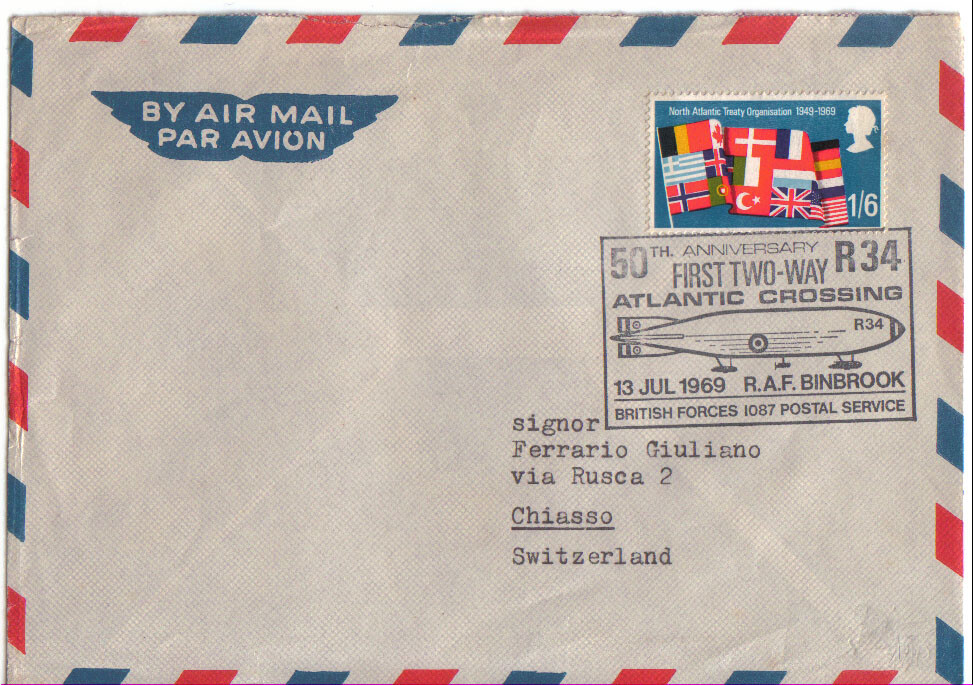 BY AIR MAIL
PAR AVION
North Atlantic Treaty Organisation 1949-1969
1/6
50TH. ANNIVERSARY R34
FIRST TWO-WAY
ATLANTIC CROSSING
R34
13 JUL 1969 R.A.F. BINBROOK
BRITISH FORCES 1087 POSTAL SERVICE
signor
Ferrario Giuliano
via Rusca 2
Chiasso
Switzerland